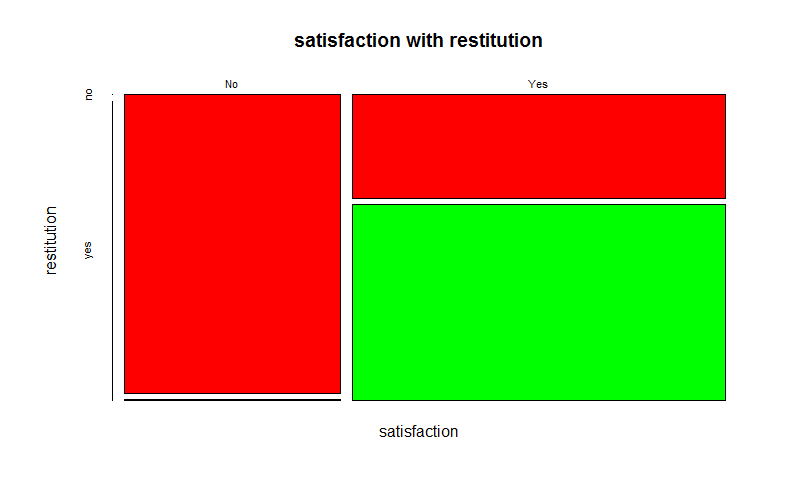 satisfaction with restitution
No
Yes
no
yes
restitution
satisfaction